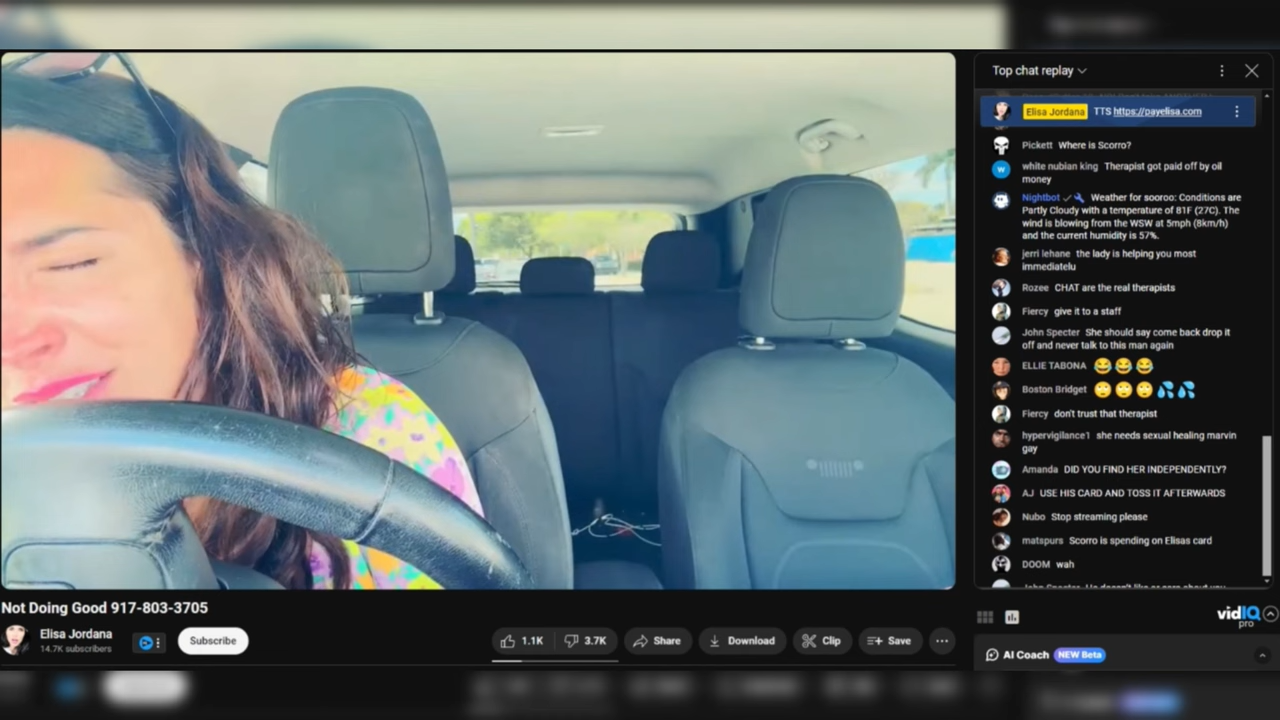 Top chat replay
Elisa Jordana TTS https://payelisa.com
Pickett Where is Scorro?
white nubian king Therapist got paid off by oil
money
Nightbot Weather for sooroo: Conditions are
Partly Cloudy with a temperature of 81F (27C). The
wind is blowing from the WSW at 5mph (8km/h)
and the current humidity is 57%.
jerri lehane the lady is helping you most
immediatelu
Rozee CHAT are the real therapists
Fiercy give it to a staff
John Specter She should say come back drop it
off and never talk to this man again
ELLIE TABONA 😂😂😂
Boston Bridget 🙄🙄🙄💦💦
Fiercy don't trust that therapist
hypervigilance1 she needs sexual healing marvin
gay
Amanda DID YOU FIND HER INDEPENDENTLY?
AJ USE HIS CARD AND TOSS IT AFTERWARDS
Nubo Stop streaming please
matspurs Scorro is spending on Elisas card
DOOM wah
Not Doing Good 917-803-3705
Elisa Jordana
14.7K subscribers
Subscribe
1.1K
3.7K
Share
Download
Clip
Save
vidIQ
pro
AI Coach NEW Beta